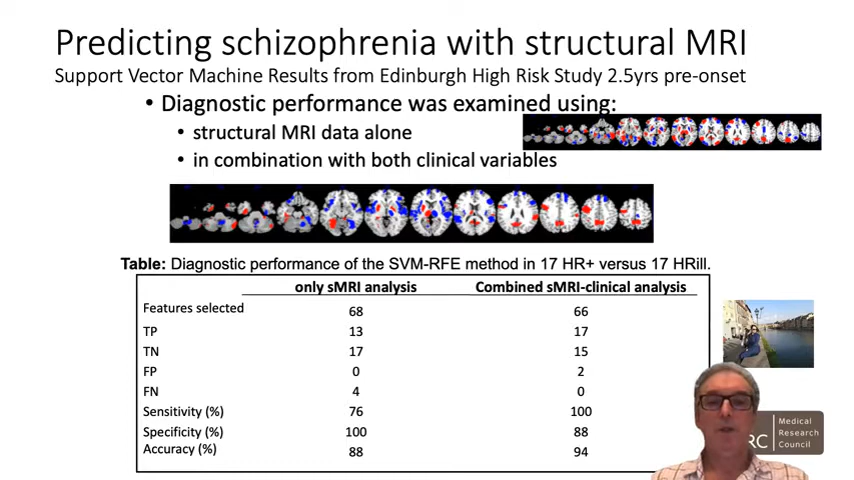 Predicting schizophrenia with structural MRI
Support Vector Machine Results from Edinburgh High Risk Study 2.5yrs pre-onset
• Diagnostic performance was examined using:
• structural MRI data alone
• in combination with both clinical variables
Table: Diagnostic performance of the SVM-RFE method in 17 HR+ versus 17 HRill.
only sMRI analysis Combined sMRI-clinical analysis
Features selected 68 66
TP 13 17
TN 17 15
FP 0 2
FN 4 0
Sensitivity (%) 76 100
Specificity (%) 100 88
Accuracy (%) 88 94
RC
Medical
Research
Council